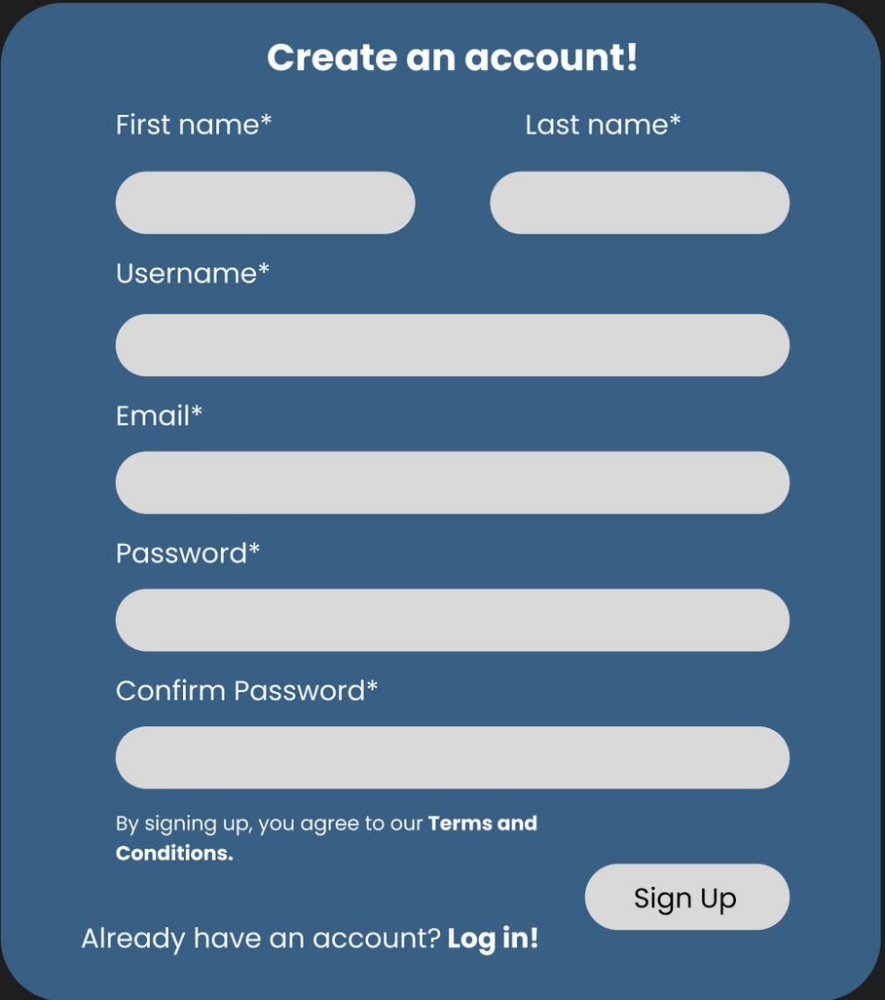 Create an account!
First name*
Last name*
Username*
Email*
Password*
Confirm Password*
By signing up, you agree to our Terms and
Conditions.
Sign Up
Already have an account? Log in!